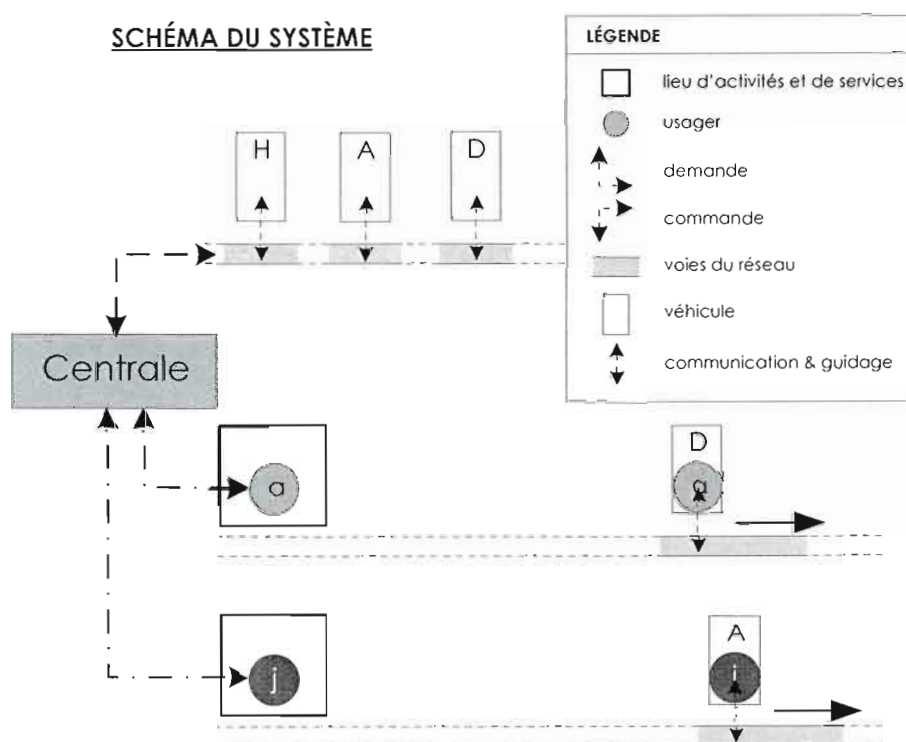 SCHÉMA DU SYSTÈME
LÉGENDE
lieu d'activités et de services
usager
demande
commande
voies du réseau
véhicule
communication & guidage
H A D
Centrale
a
D
a
j
A